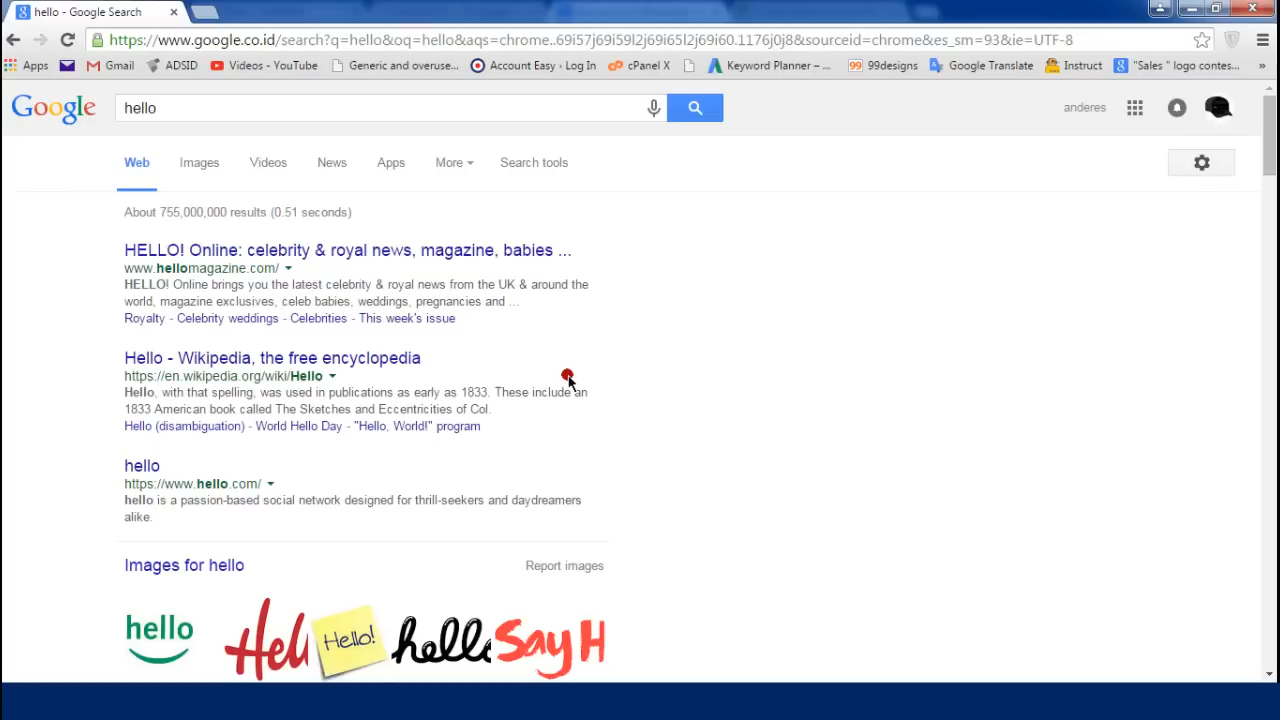 hello - Google Search
https://www.google.co.id/search?q=hello&oq=hello&aqs=chrome..69i57j69i59l2j69i65l2j69i60.1176j0j8&sourceid=chrome&es_sm=93&ie=UTF-8
Apps Gmail ADSID Videos - YouTube Generic and overuse... Account Easy · Log In cPanel X Keyword Planner – ... 99designs Google Translate Instruct "Sales " logo contes... »
Google hello anderes
Web Images Videos News Apps More Search tools
About 755,000,000 results (0.51 seconds)
HELLO! Online: celebrity & royal news, magazine, babies ...
www.hellomagazine.com/
HELLO! Online brings you the latest celebrity & royal news from the UK & around the
world, magazine exclusives, celeb babies, weddings, pregnancies and ...
Royalty - Celebrity weddings - Celebrities - This week's issue
Hello - Wikipedia, the free encyclopedia
https://en.wikipedia.org/wiki/Hello
Hello, with that spelling, was used in publications as early as 1833. These include an
1833 American book called The Sketches and Eccentricities of Col.
Hello (disambiguation) - World Hello Day - "Hello, World!" program
hello
https://www.hello.com/
hello is a passion-based social network designed for thrill-seekers and daydreamers
alike.
Images for hello Report images
hello Hell Hello! hello Say H